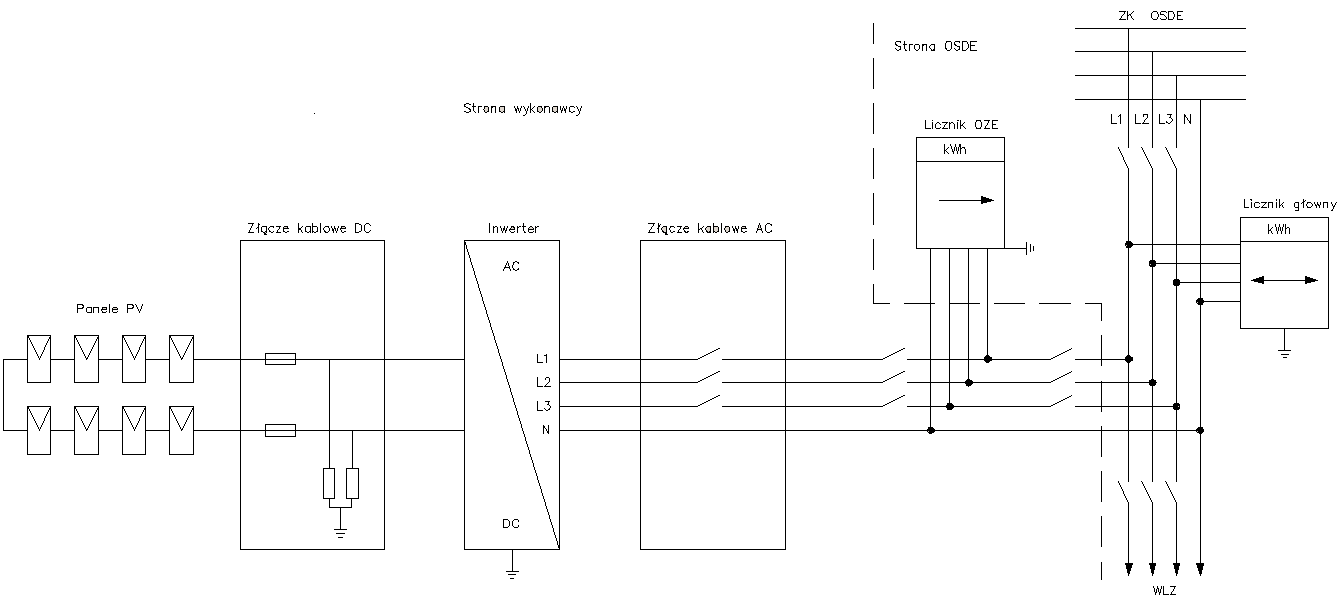 ZK OSDE
Strona OSDE
Strona wykonawcy
Licznik OZE
kWh
L1 L2 L3 N
Licznik głowny
kWh
Złącze kablowe DC
Inwerter
Złącze kablowe AC
AC
Panele PV
L1
L2
L3
N
DC
WLZ